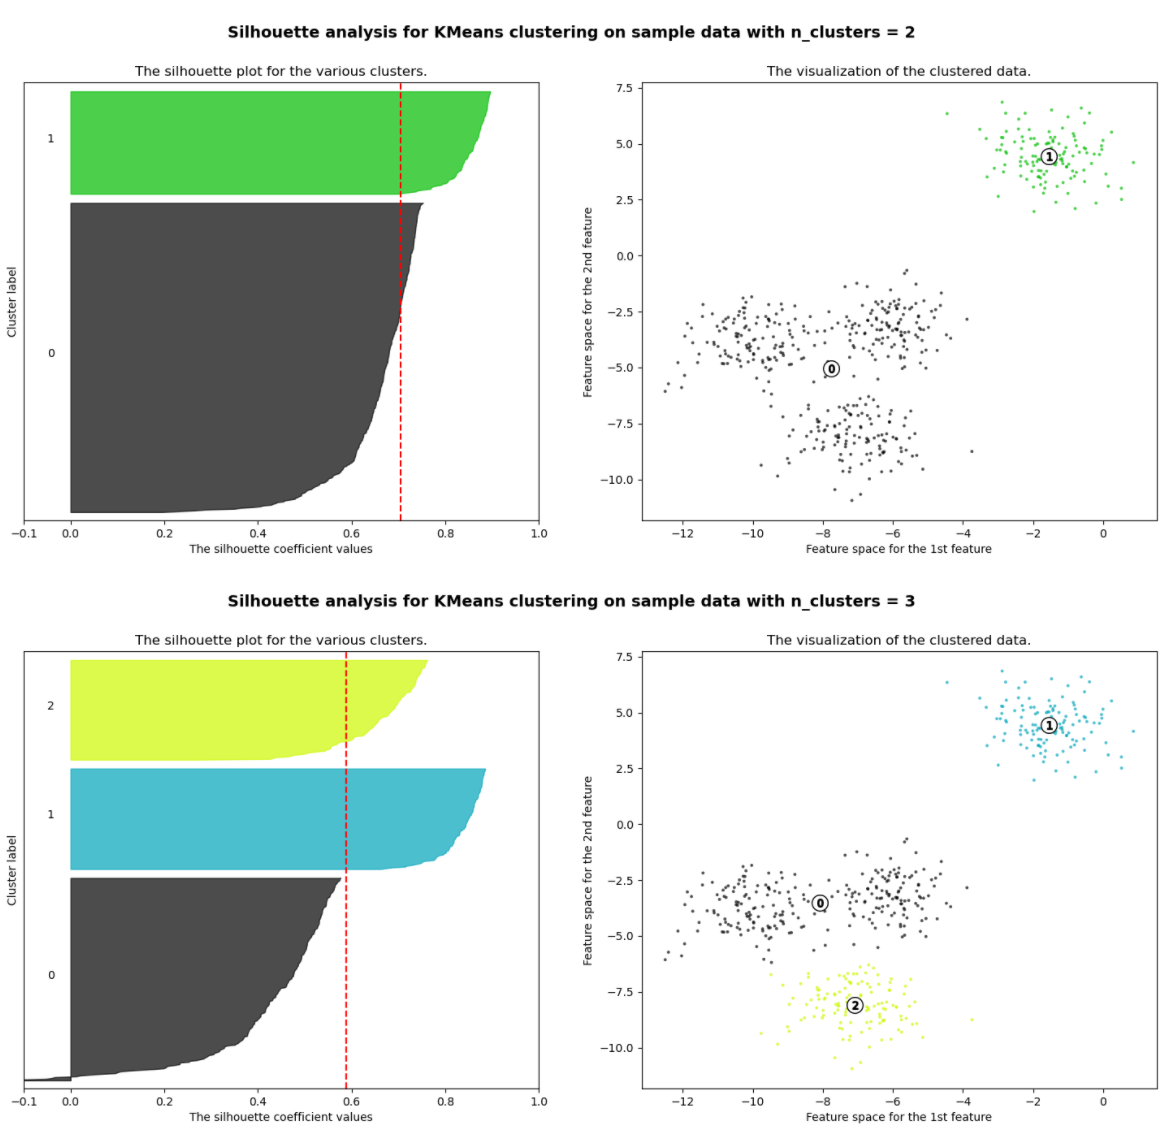 Silhouette analysis for KMeans clustering on sample data with n_clusters = 2
The silhouette plot for the various clusters.
1
0
Cluster label
−0.1 0.0 0.2 0.4 0.6 0.8 1.0
The silhouette coefficient values
The visualization of the clustered data.
7.5
5.0
2.5
0.0
−2.5
−5.0
−7.5
−10.0
Feature space for the 2nd feature
1
0
−12 −10 −8 −6 −4 −2 0
Feature space for the 1st feature
Silhouette analysis for KMeans clustering on sample data with n_clusters = 3
The silhouette plot for the various clusters.
2
1
0
Cluster label
−0.1 0.0 0.2 0.4 0.6 0.8 1.0
The silhouette coefficient values
The visualization of the clustered data.
7.5
5.0
2.5
0.0
−2.5
−5.0
−7.5
−10.0
Feature space for the 2nd feature
1
0
2
−12 −10 −8 −6 −4 −2 0
Feature space for the 1st feature